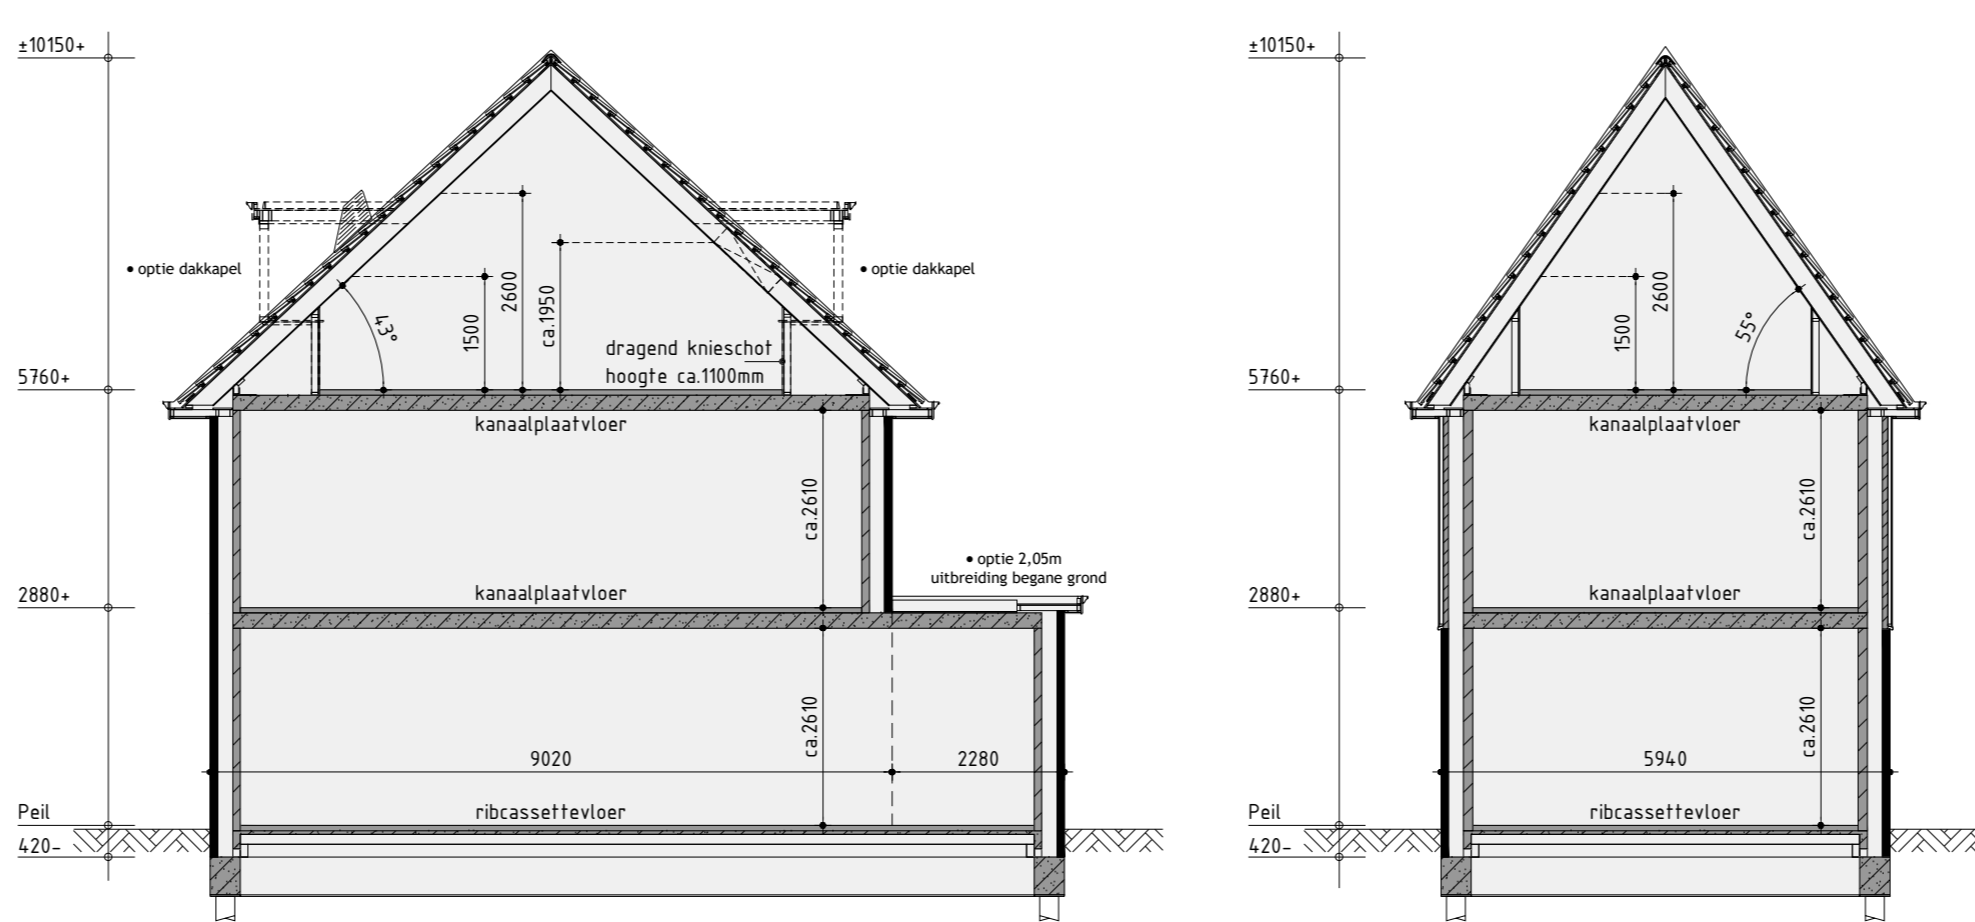 ±10150+
• optie dakkapel
• optie dakkapel
43°
1500
2600
ca.1950
dragend knieschot
hoogte ca.1100mm
5760+
kanaalplaatvloer
ca.2610
• optie 2,05m
uitbreiding begane grond
kanaalplaatvloer
2880+
ca.2610
9020
2280
Peil
ribcassettevloer
420-
±10150+
1500
2600
55°
5760+
kanaalplaatvloer
ca.2610
kanaalplaatvloer
2880+
ca.2610
5940
Peil
ribcassettevloer
420-